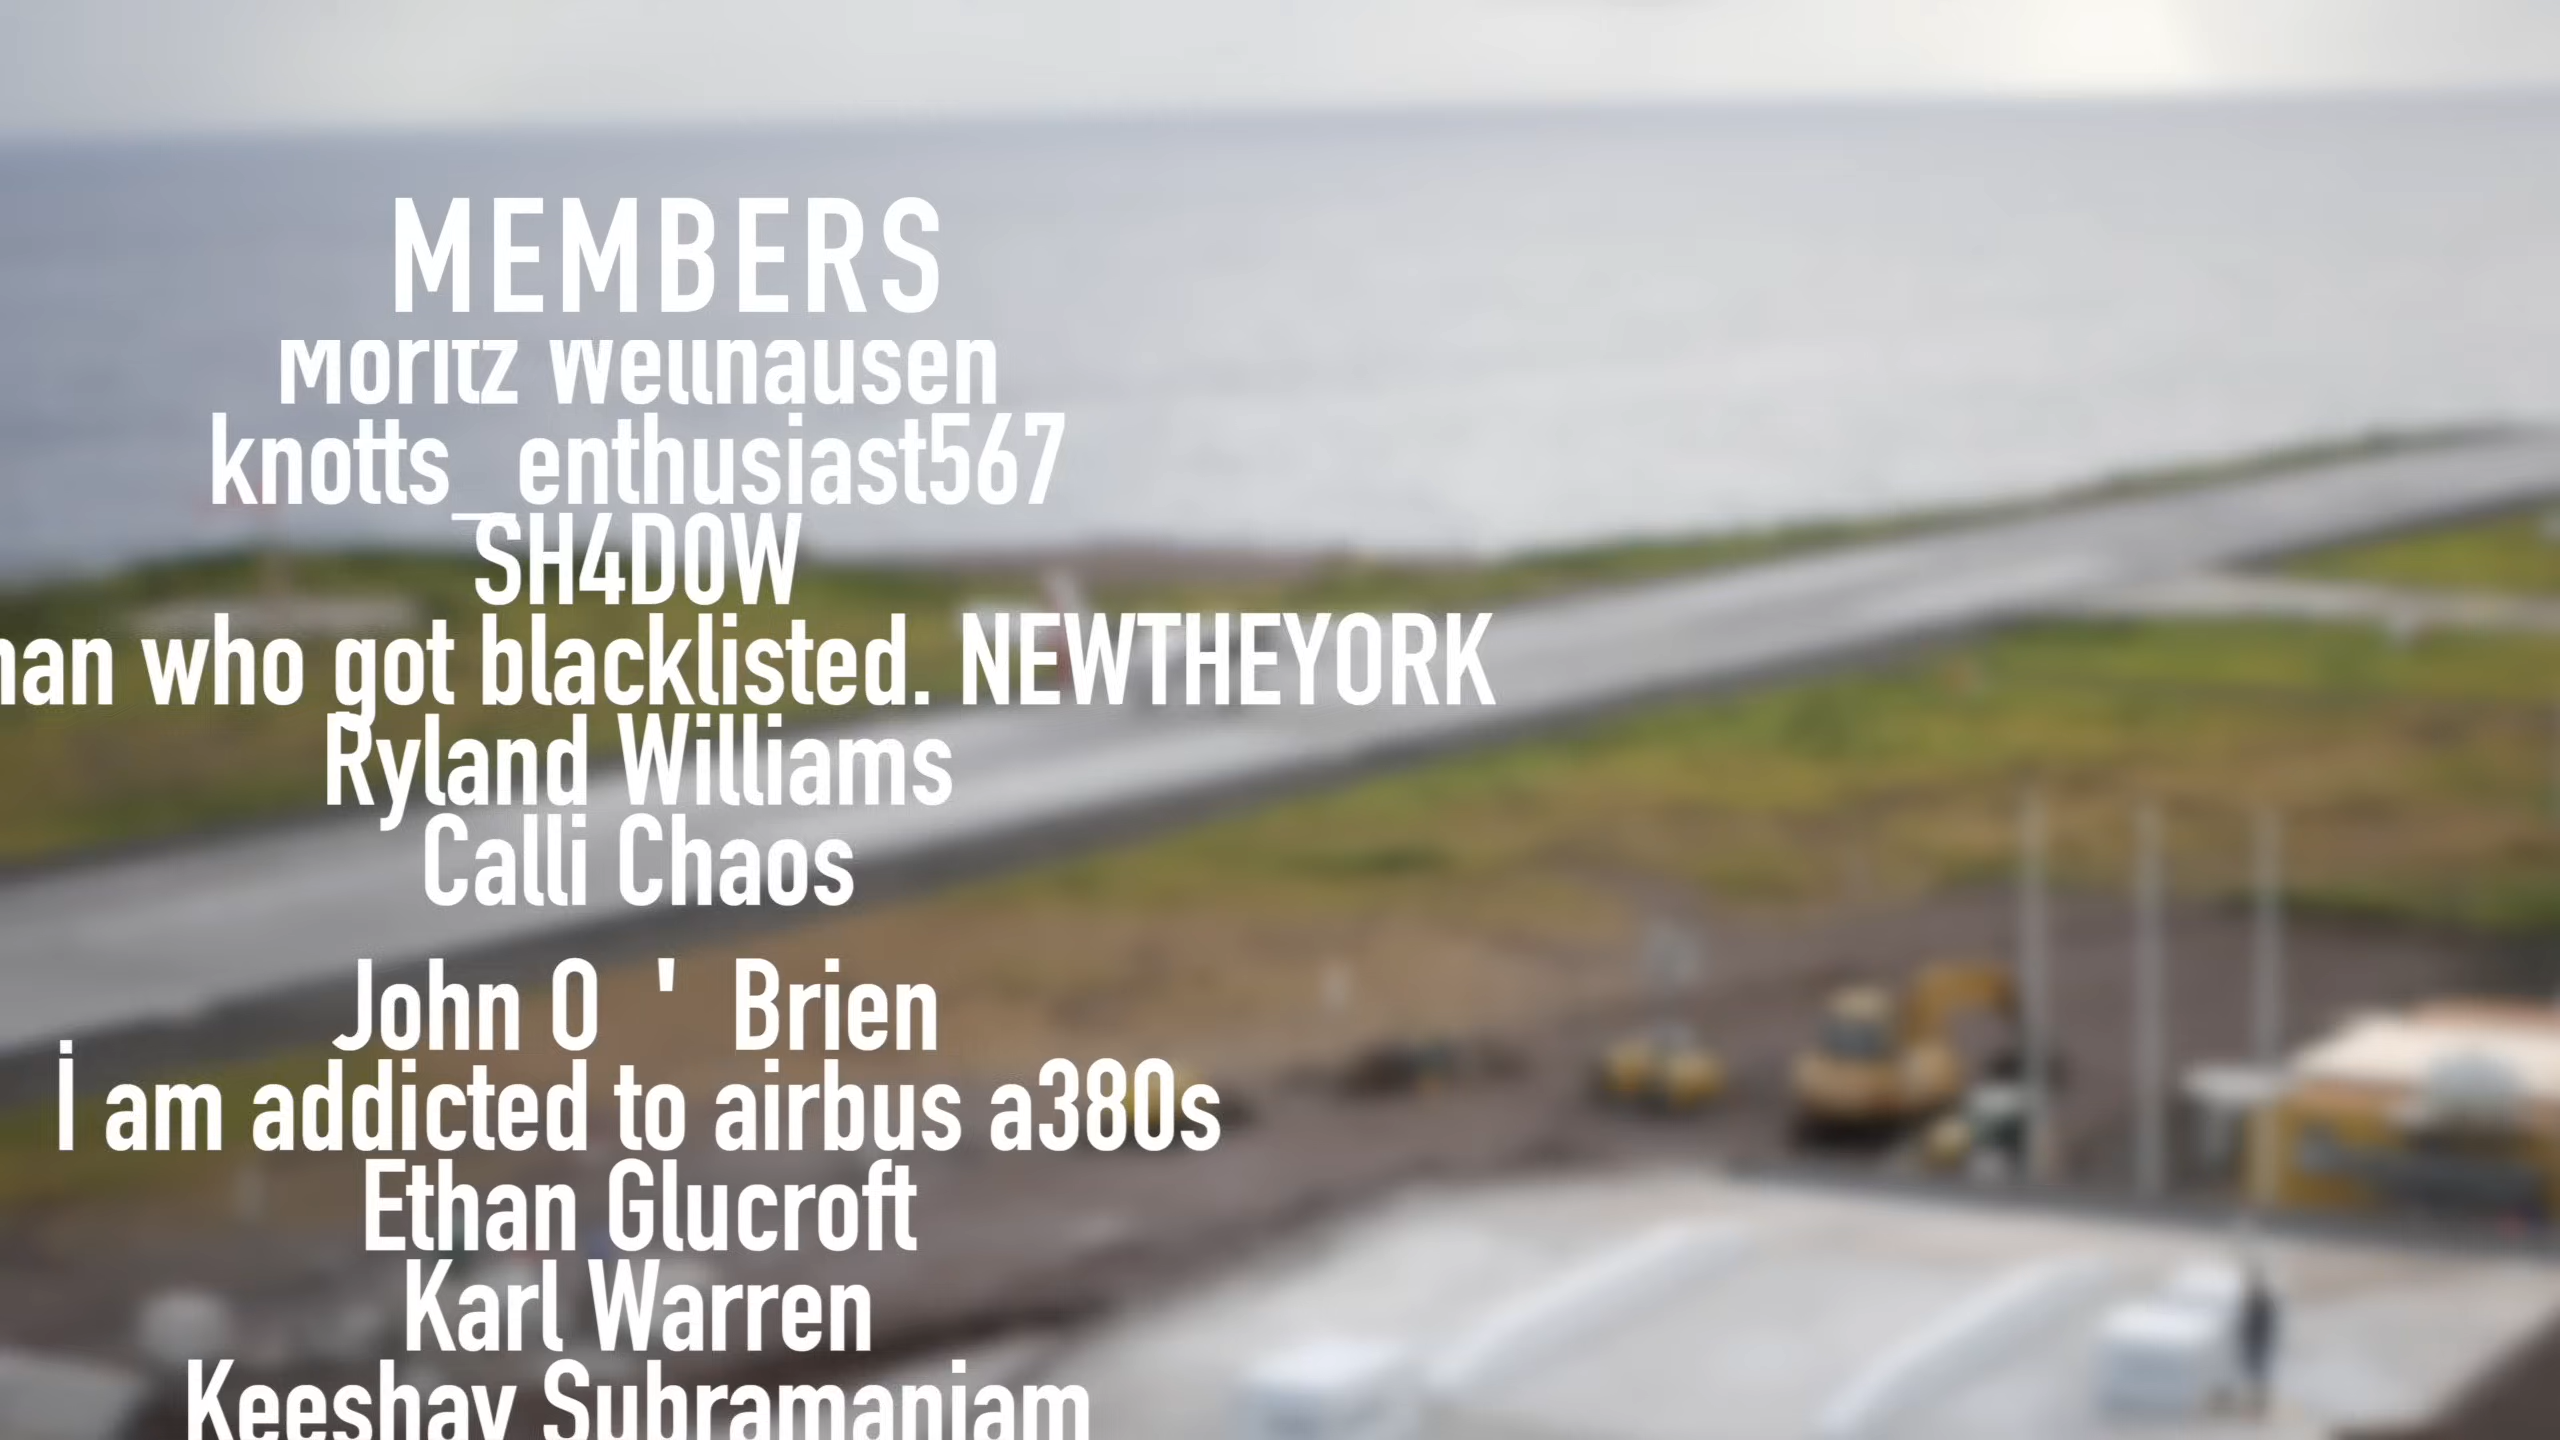 MEMBERS
Moritz Wellhausen
knotts_enthusiast567
SH4D0W
who got blacklisted. NEWTHEYORK
Ryland Williams
Calli Chaos
John O ' Brien
İ am addicted to airbus a380s
Ethan Glucroft
Karl Warren
Keeshav Subramaniam